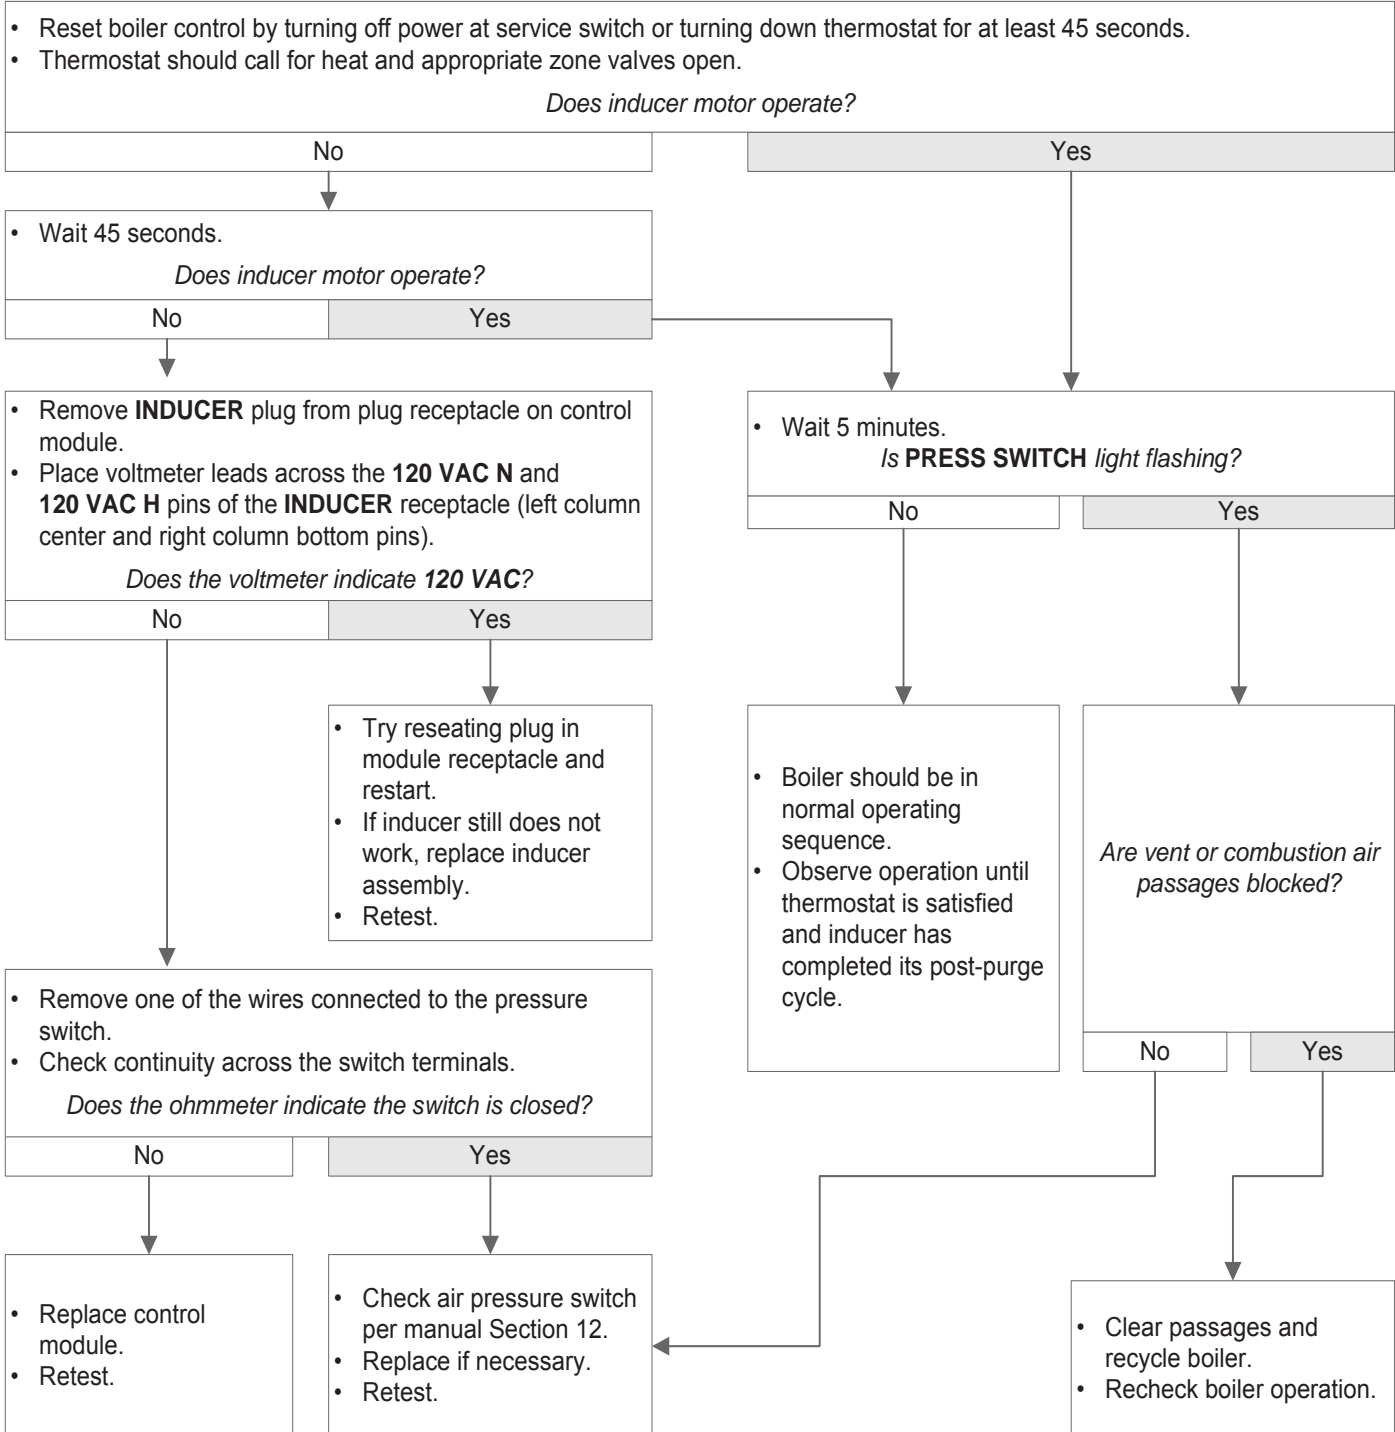 • Reset boiler control by turning off power at service switch or turning down thermostat for at least 45 seconds.
• Thermostat should call for heat and appropriate zone valves open.
Does inducer motor operate?
No
Yes
• Wait 45 seconds.
Does inducer motor operate?
No
Yes
• Remove INDUCER plug from plug receptacle on control
module.
• Place voltmeter leads across the 120 VAC N and
120 VAC H pins of the INDUCER receptacle (left column
center and right column bottom pins).
Does the voltmeter indicate 120 VAC?
No
Yes
• Wait 5 minutes.
Is PRESS SWITCH light flashing?
No
Yes
• Try reseating plug in
module receptacle and
restart.
• If inducer still does not
work, replace inducer
assembly.
• Retest.
• Boiler should be in
normal operating
sequence.
• Observe operation until
thermostat is satisfied
and inducer has
completed its post-purge
cycle.
Are vent or combustion air
passages blocked?
No
Yes
• Remove one of the wires connected to the pressure
switch.
• Check continuity across the switch terminals.
Does the ohmmeter indicate the switch is closed?
No
Yes
• Replace control
module.
• Retest.
• Check air pressure switch
per manual Section 12.
• Replace if necessary.
• Retest.
• Clear passages and
recycle boiler.
• Recheck boiler operation.